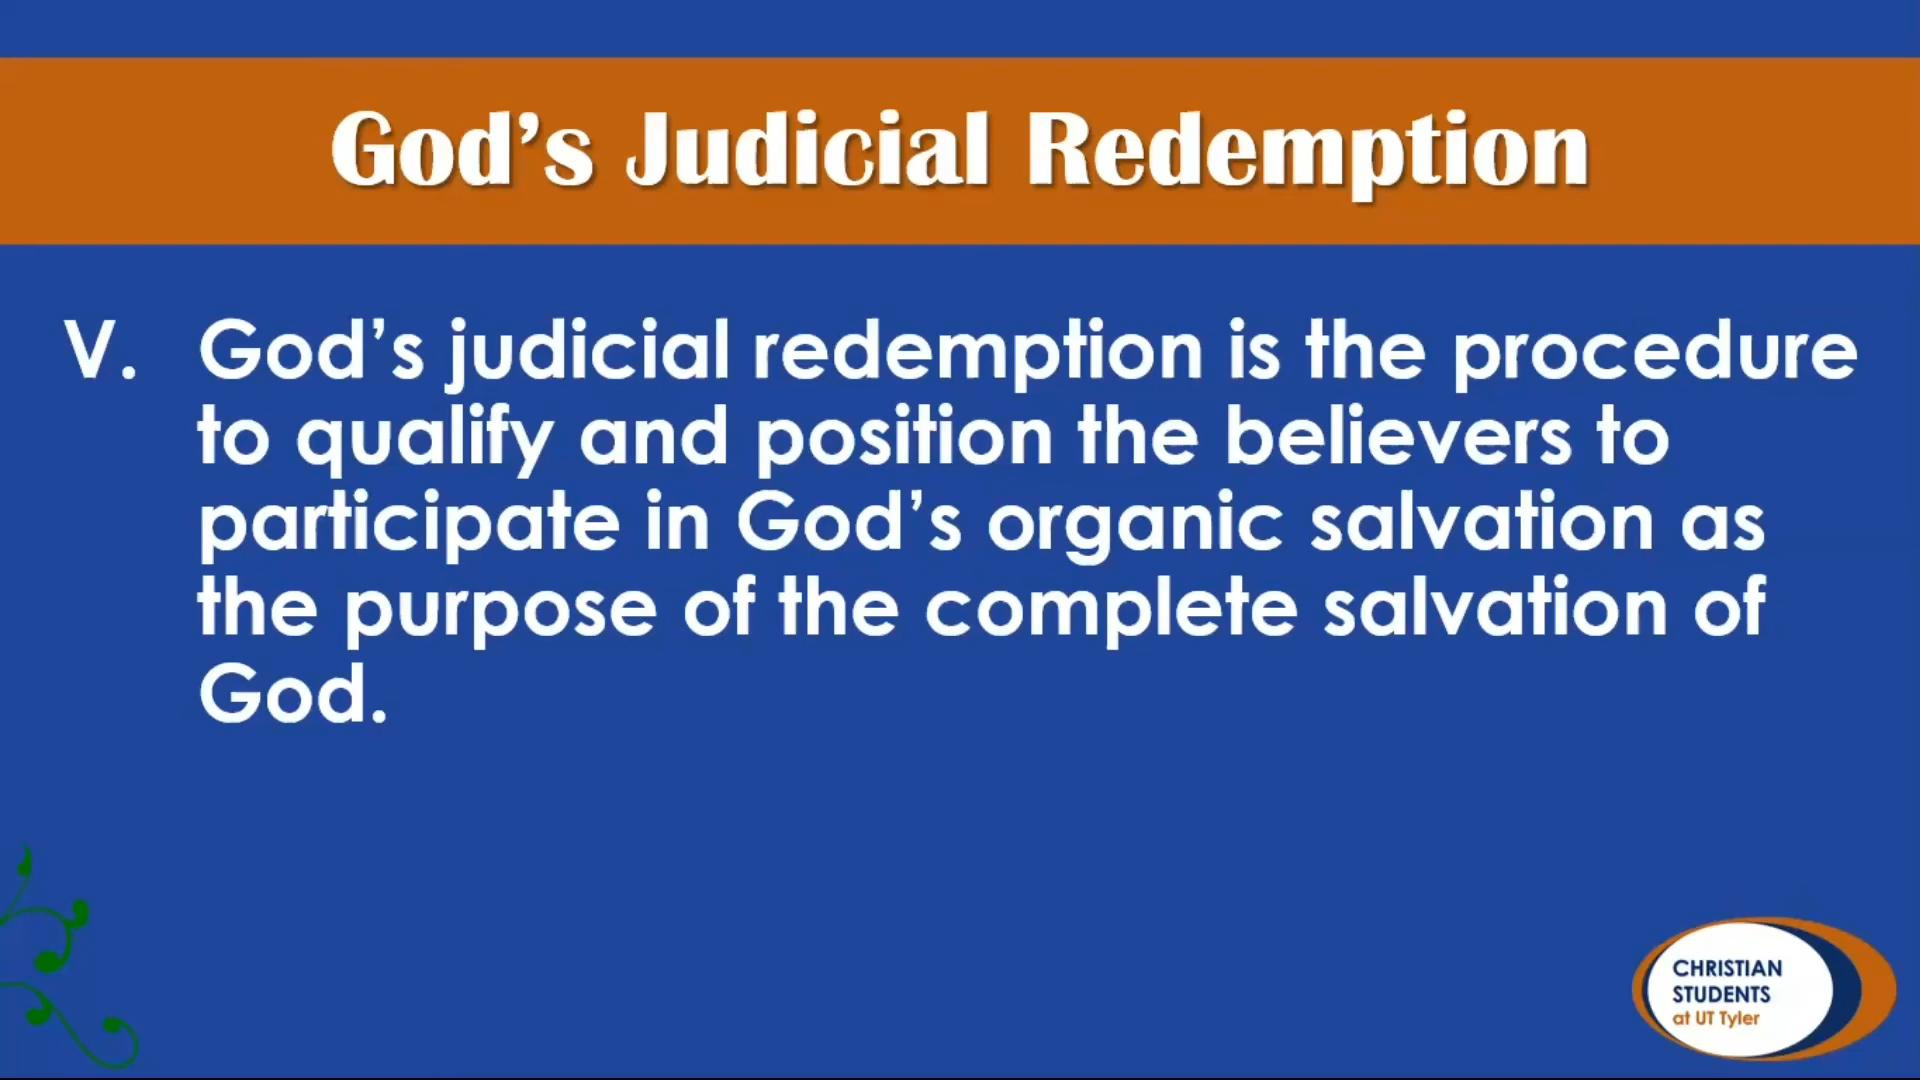 God's Judicial Redemption
V. God's judicial redemption is the procedure
to qualify and position the believers to
participate in God's organic salvation as
the purpose of the complete salvation of
God.
CHRISTIAN
STUDENTS
at UT Tyler